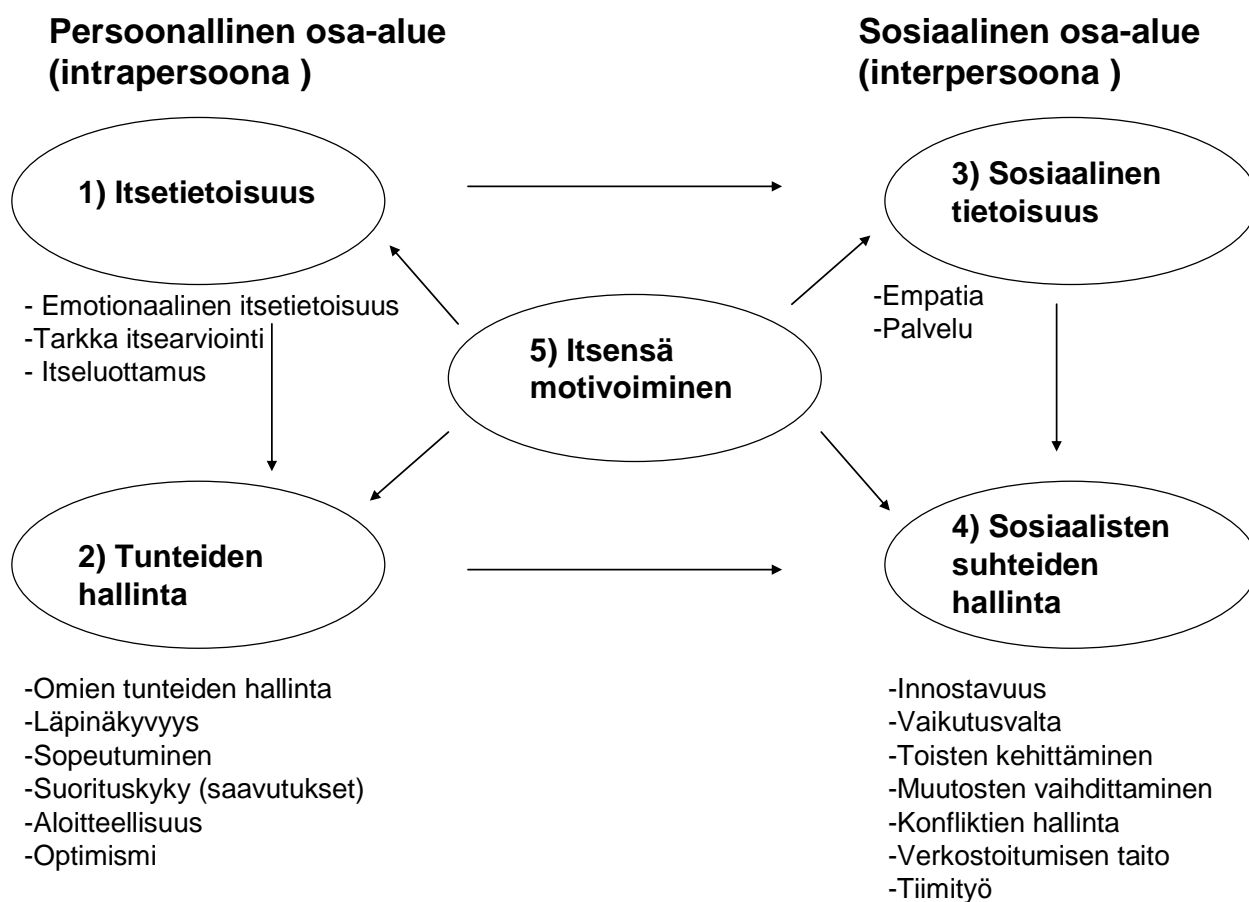 Persoonallinen osa-alue
(intrapersoona )
Sosiaalinen osa-alue
(interpersoona )
1) Itsetietoisuus
3) Sosiaalinen
tietoisuus
- Emotionaalinen itsetietoisuus
-Tarkka itsearviointi
- Itseluottamus
-Empatia
-Palvelu
5) Itsensä
motivoiminen
2) Tunteiden
hallinta
4) Sosiaalisten
suhteiden
hallinta
-Omien tunteiden hallinta
-Läpinäkyvyys
-Sopeutuminen
-Suorituskyky (saavutukset)
-Aloitteellisuus
-Optimismi
-Innostavuus
-Vaikutusvalta
-Toisten kehittäminen
-Muutosten vaihdittaminen
-Konfliktien hallinta
-Verkostoitumisen taito
-Tiimityö